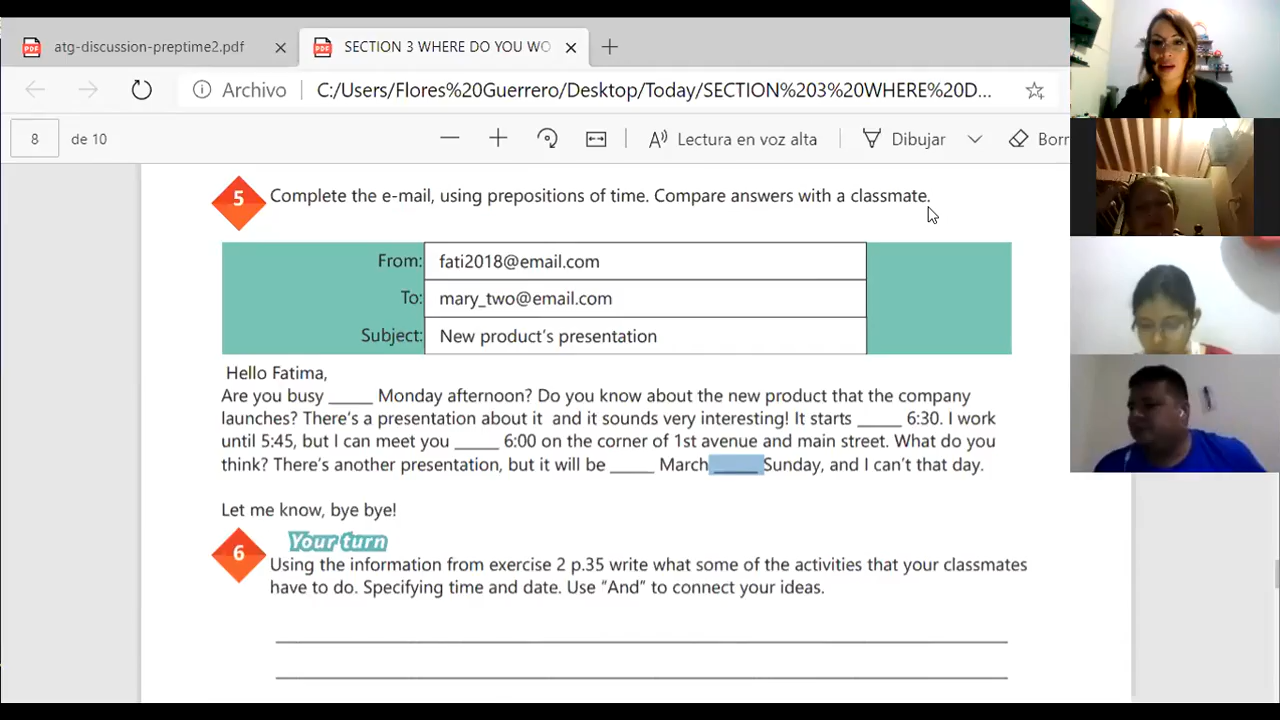 atg-discussion-preptime2.pdf
SECTION 3 WHERE DO YOU WO
Archivo
C:/Users/Flores%20Guerrero/Desktop/Today/SECTION%203%20WHERE%20D...
8 de 10
Lectura en voz alta
Dibujar
Borr
5 Complete the e-mail, using prepositions of time. Compare answers with a classmate.
From: fati2018@email.com
To: mary_two@email.com
Subject: New product's presentation
Hello Fatima,
Are you busy _____ Monday afternoon? Do you know about the new product that the company
launches? There's a presentation about it and it sounds very interesting! It starts _____ 6:30. I work
until 5:45, but I can meet you _____ 6:00 on the corner of 1st avenue and main street. What do you
think? There's another presentation, but it will be _____ March _____ Sunday, and I can't that day.
Let me know, bye bye!
6 Your turn
Using the information from exercise 2 p.35 write what some of the activities that your classmates
have to do. Specifying time and date. Use “And” to connect your ideas.